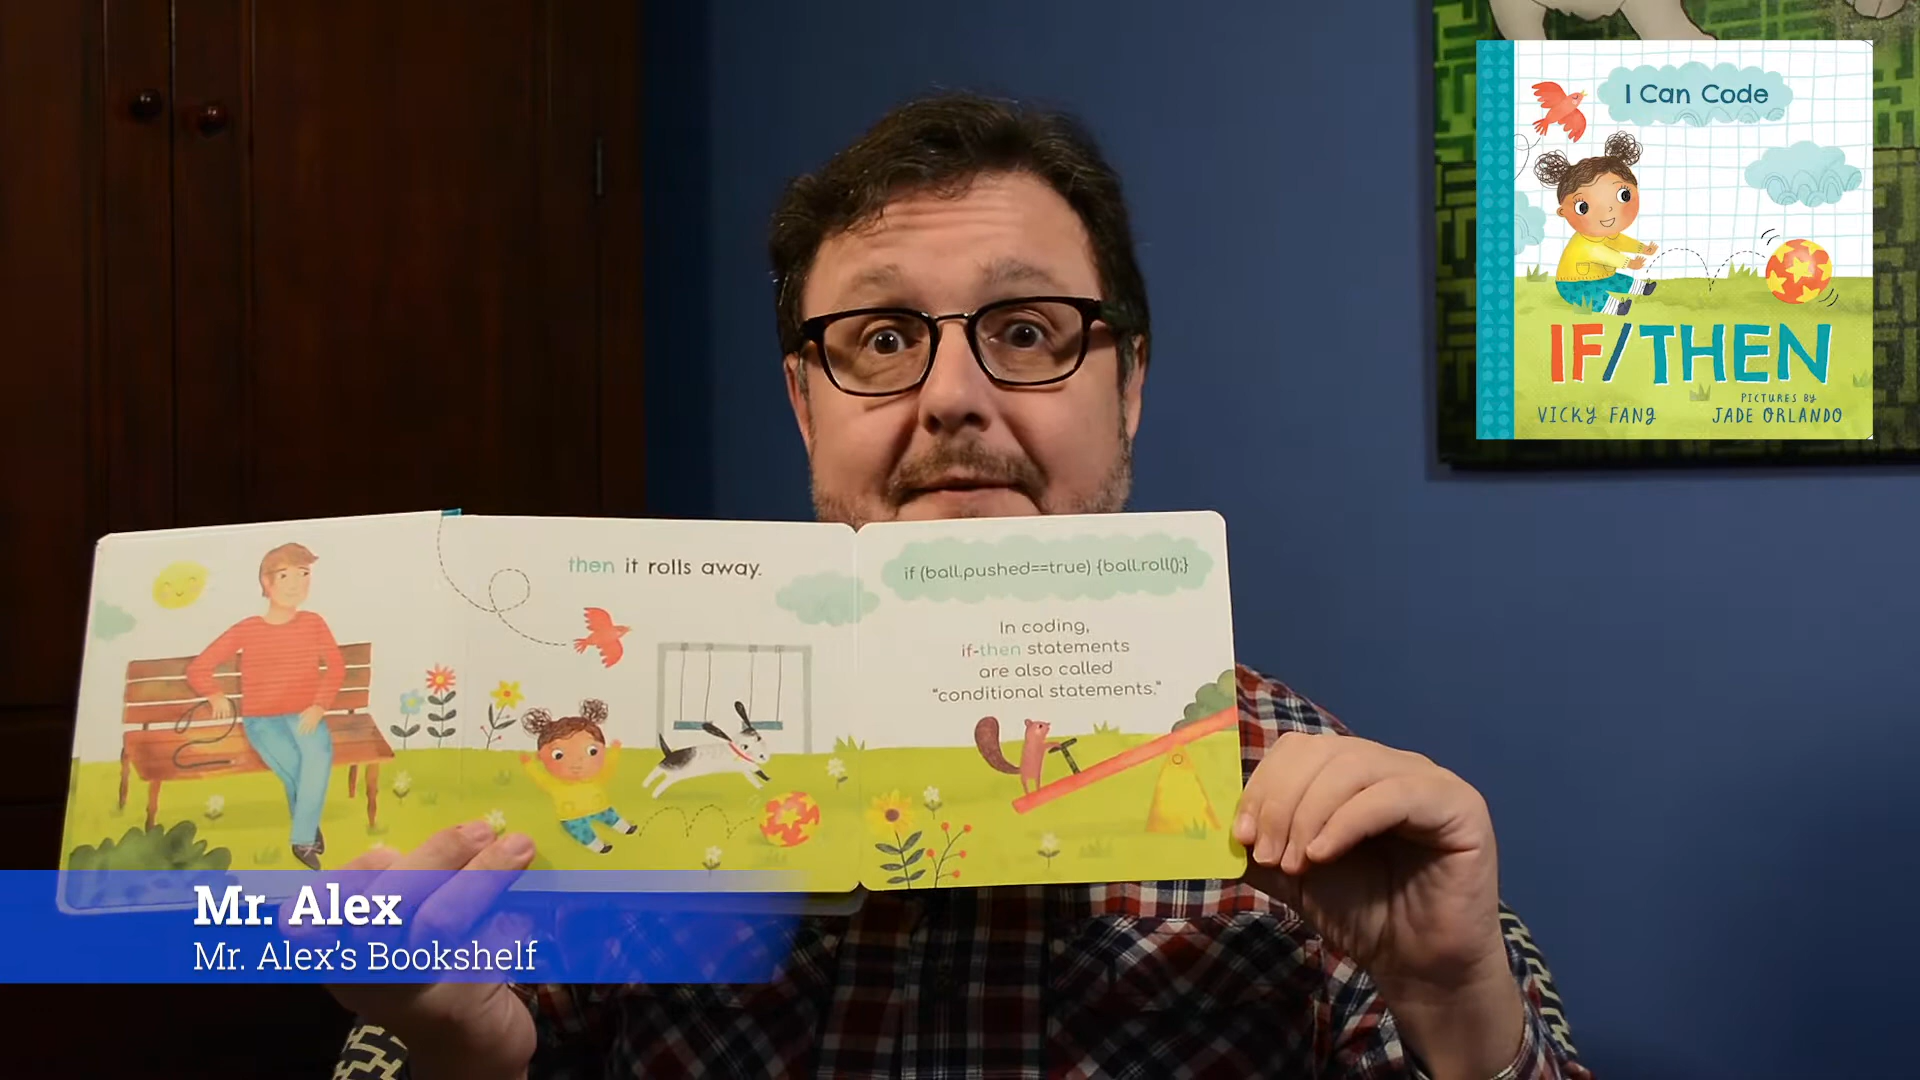 I Can Code
IF/THEN
PICTURES BY
VICKY FANG
JADE ORLANDO
then it rolls away.
if (ball.pushed==true) {ball.roll();}
In coding,
if-then statements
are also called
“conditional statements.”
Mr. Alex
Mr. Alex’s Bookshelf